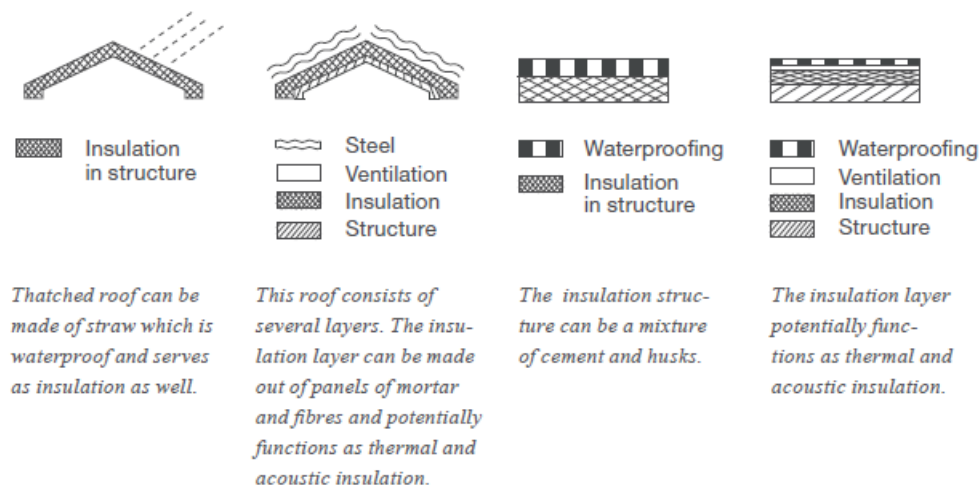 Insulation
in structure
Thatched roof can be
made of straw which is
waterproof and serves
as insulation as well.
Steel
Ventilation
Insulation
Structure
This roof consists of
several layers. The insu-
lation layer can be made
out of panels of mortar
and fibres and potentially
functions as thermal and
acoustic insulation.
Waterproofing
Insulation
in structure
The insulation struc-
ture can be a mixture
of cement and husks.
Waterproofing
Ventilation
Insulation
Structure
The insulation layer
potentially func-
tions as thermal and
acoustic insulation.